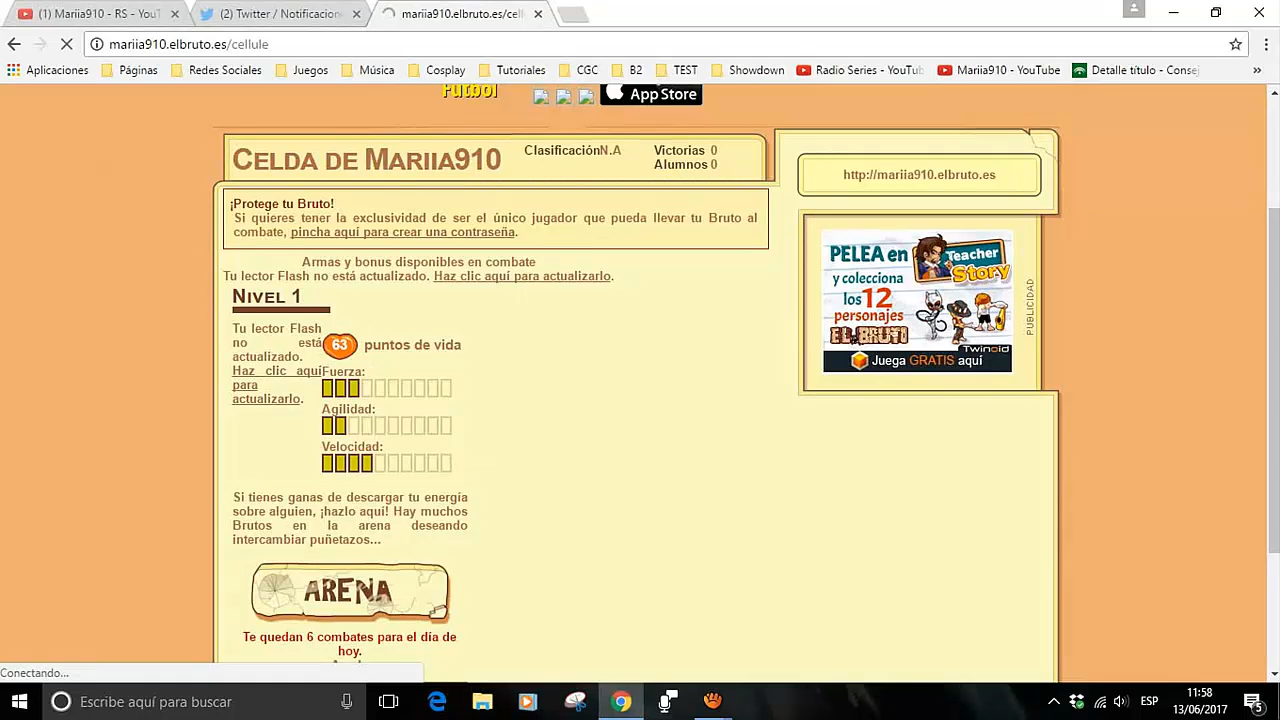 (1) Mariia910 - RS - YouT
(2) Twitter / Notificacion
mariia910.elbruto.es/cell
mariia910.elbruto.es/cellule
Aplicaciones Páginas Redes Sociales Juegos Música Cosplay Tutoriales CGC B2 TEST Showdown Radio Series - YouTu Mariia910 - YouTube Detalle título - Consej »
Futbol
App Store
CELDA DE MARIIA910
ClasificaciónN.A
Victorias 0
Alumnos 0
http://mariia910.elbruto.es
¡Protege tu Bruto!
Si quieres tener la exclusividad de ser el único jugador que pueda llevar tu Bruto al
combate, pincha aquí para crear una contraseña.
Armas y bonus disponibles en combate
Tu lector Flash no está actualizado. Haz clic aquí para actualizarlo.
NIVEL 1
Tu lector Flash
no está
actualizado.
Haz clic aquí
para
actualizarlo.
63 puntos de vida
Fuerza:
Agilidad:
Velocidad:
Si tienes ganas de descargar tu energía
sobre alguien, ¡hazlo aquí! Hay muchos
Brutos en la arena deseando
intercambiar puñetazos...
ARENA
Te quedan 6 combates para el día de
hoy.
PELEA en
y colecciona
los 12
personajes
EL BRUTO
Teacher
Story
Twinoid
Juega GRATIS aquí
PUBLICIDAD
Conectando...
Escribe aquí para buscar
ESP
11:58
13/06/2017
5